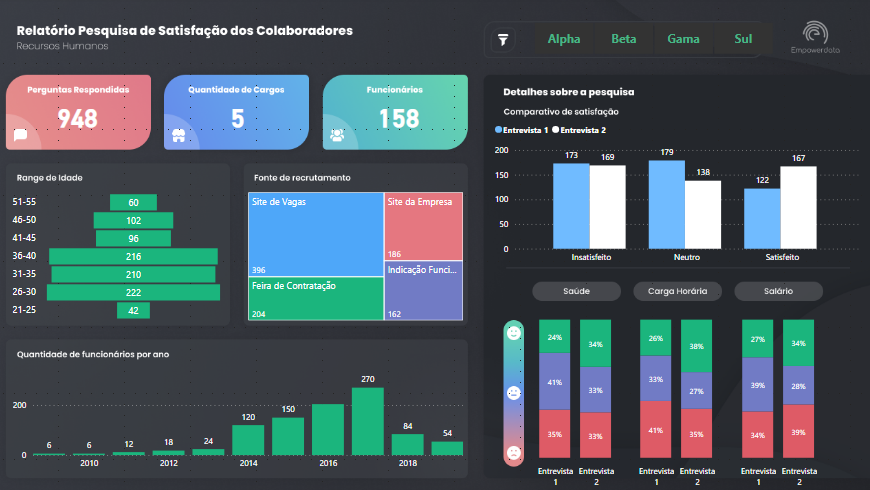 Relatório Pesquisa de Satisfação dos Colaboradores
Recursos Humanos
Alpha Beta Gama Sul
Empowerdata
Perguntas Respondidas
948
Quantidade de Cargos
5
Funcionários
158
Range de Idade
51-55 60
46-50 102
41-45 96
36-40 216
31-35 210
26-30 222
21-25 42
Fonte de recrutamento
Site de Vagas
396
Site da Empresa
186
Feira de Contratação
204
Indicação Funci...
162
Quantidade de funcionários por ano
200
0
6 6 12 18 24 120 150 270 84 54
2010 2012 2014 2016 2018
Detalhes sobre a pesquisa
Comparativo de satisfação
Entrevista 1 Entrevista 2
200
150
100
50
0
173 169 179 138 122 167
Insatisfeito Neutro Satisfeito
Saúde Carga Horária Salário
24% 34% 26% 38% 27% 34%
41% 33% 33% 27% 39% 28%
35% 33% 41% 35% 34% 39%
Entrevista Entrevista Entrevista Entrevista Entrevista Entrevista
1 2 1 2 1 2